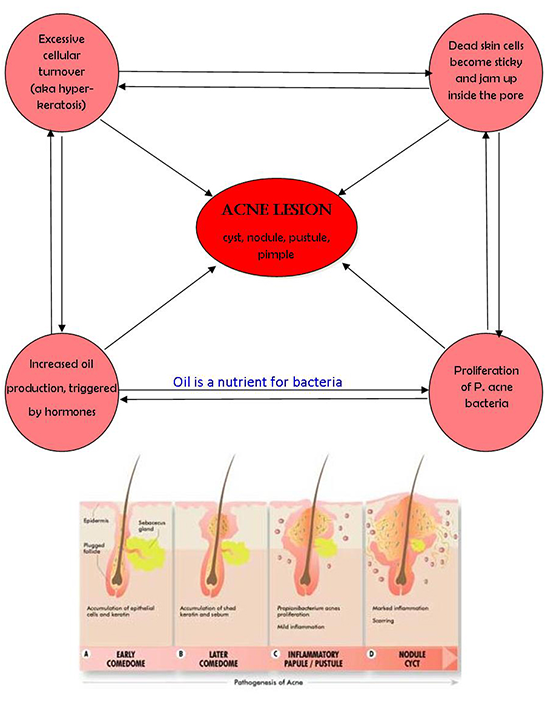 Excessive
cellular
turnover
(aka hyper-
keratosis)
Dead skin cells
become sticky
and jam up
inside the pore
ACNE LESION
cyst, nodule, pustule,
pimple
Increased oil
production, triggered
by hormones
Oil is a nutrient for bacteria
Proliferation
of P. acne
bacteria
Epidermis
Sebaceous
gland
Plugged
follicle
Accumulation of epithelial
cells and keratin
Accumulation of shed
keratin and sebum
Propionibacterium acnes
proliferation
Mild inflammation
Marked inflammation
Scarring
A EARLY
COMEDOME
B LATER
COMEDOME
C INFLAMMATORY
PAPULE / PUSTULE
D NODULE
CYCT
Pathogenesis of Acne